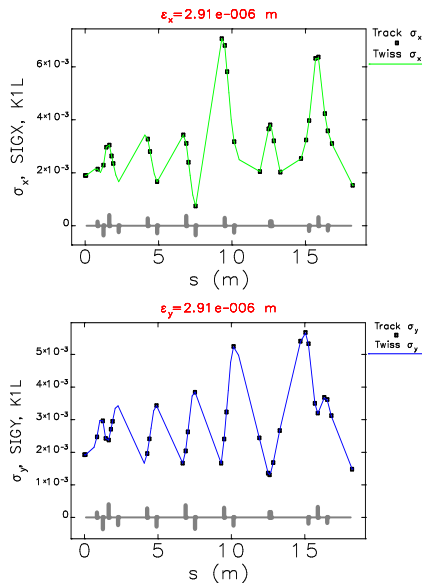 εx=2.91e-006 m
Track σx
Twiss σx
σx, SIGX, K1L
6×10⁻³
4×10⁻³
2×10⁻³
0
0 5 10 15
s (m)
εy=2.91e-006 m
Track σy
Twiss σy
σy, SIGY, K1L
5×10⁻³
4×10⁻³
3×10⁻³
2×10⁻³
1×10⁻³
0
0 5 10 15
s (m)